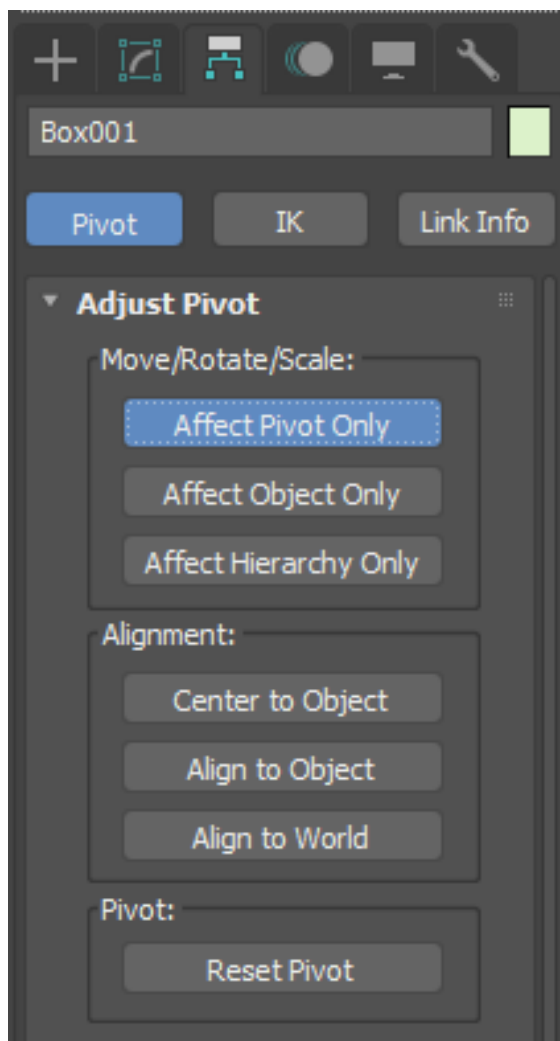 Box001
Pivot IK Link Info
Adjust Pivot
Move/Rotate/Scale:
Affect Pivot Only
Affect Object Only
Affect Hierarchy Only
Alignment:
Center to Object
Align to Object
Align to World
Pivot:
Reset Pivot